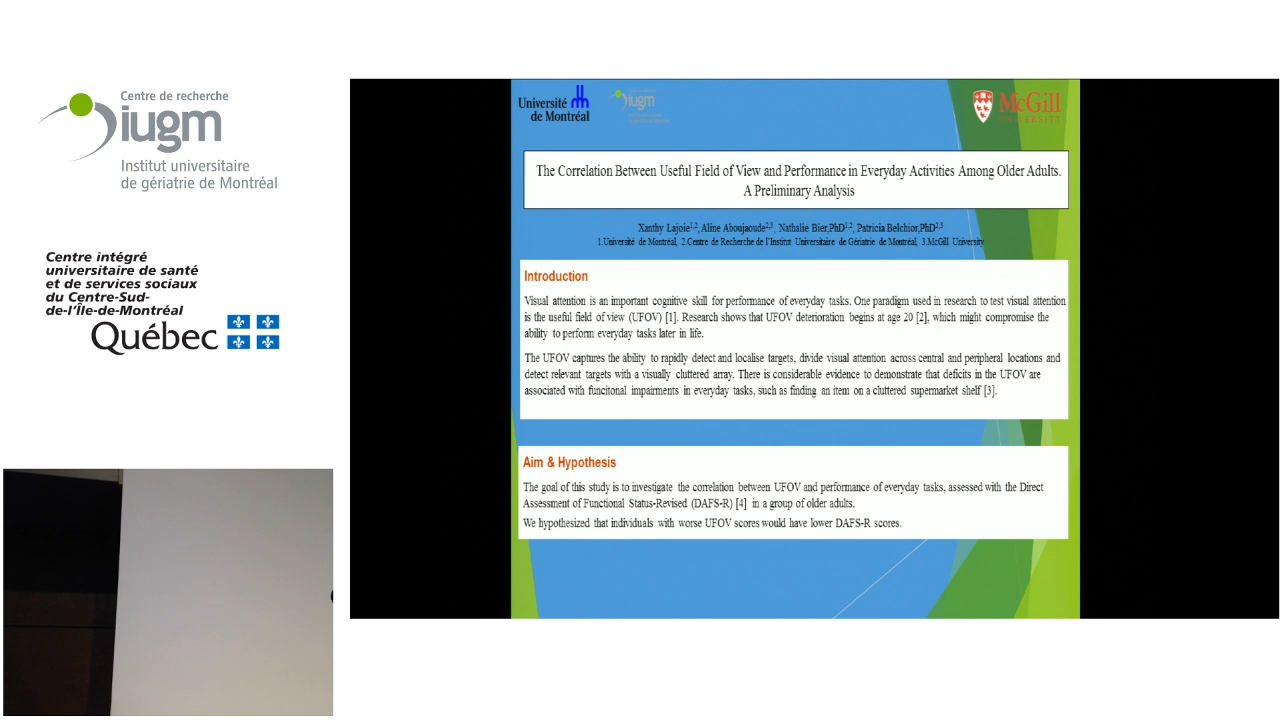 Centre de recherche
iugm
Institut universitaire
de gériatrie de Montréal
Centre intégré
universitaire de santé
et de services sociaux
du Centre-Sud-
de-l'Île-de-Montréal
Québec
Université
de Montréal
iugm
McGill
UNIVERSITY
The Correlation Between Useful Field of View and Performance in Everyday Activities Among Older Adults.
A Preliminary Analysis
Xanthy Lajoie1,2, Aline Aboujaoude2,3, Nathalie Bier,PhD1,2, Patricia Belchior,PhD2,3
1.Université de Montréal, 2.Centre de Recherche de l'Institut Universitaire de Gériatrie de Montréal, 3.McGill University
Introduction
Visual attention is an important cognitive skill for performance of everyday tasks. One paradigm used in research to test visual attention
is the useful field of view (UFOV) [1]. Research shows that UFOV deterioration begins at age 20 [2], which might compromise the
ability to perform everyday tasks later in life.
The UFOV captures the ability to rapidly detect and localise targets, divide visual attention across central and peripheral locations and
detect relevant targets with a visually cluttered array. There is considerable evidence to demonstrate that deficits in the UFOV are
associated with funcitonal impairments in everyday tasks, such as finding an item on a cluttered supermarket shelf [3].
Aim & Hypothesis
The goal of this study is to investigate the correlation between UFOV and performance of everyday tasks, assessed with the Direct
Assessment of Functional Status-Revised (DAFS-R) [4] in a group of older adults.
We hypothesized that individuals with worse UFOV scores would have lower DAFS-R scores.